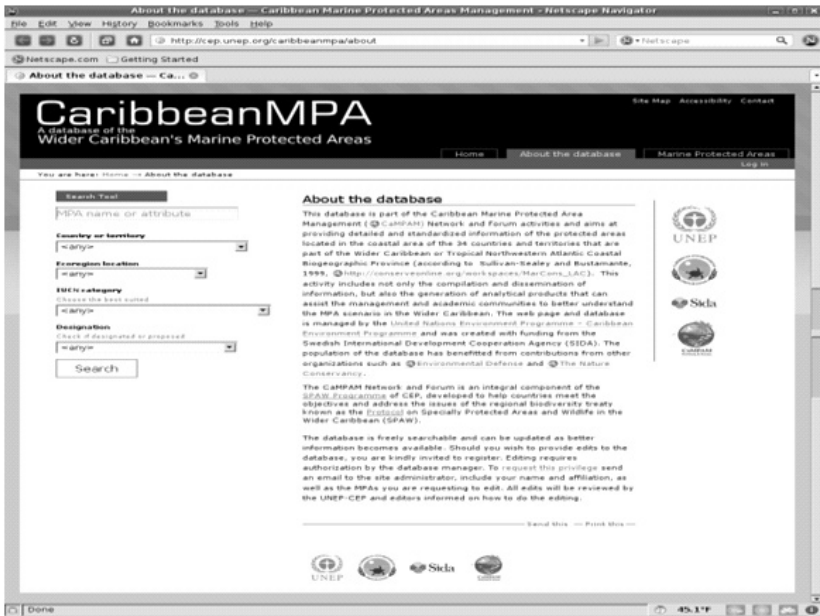 About the database — Caribbean Marine Protected Areas Management - Netscape Navigator
File Edit View History Bookmarks Tools Help
http://cep.unep.org/caribbeanmpa/about
Netscape
Netscape.com Getting Started
About the database — Ca...
Site Map Accessibility Contact
CaribbeanMPA
A database of the
Wider Caribbean's Marine Protected Areas
Home About the database Marine Protected Areas
Log in
You are here: Home → About the database
Search Tool
MPA name or attribute
Country or territory
<any>
Ecoregion location
<any>
IUCN category
Choose the best suited
<any>
Designation
Check if designated or proposed
<any>
Search
About the database
This database is part of the Caribbean Marine Protected Area
Management (CaMPAM) Network and Forum activities and aims at
providing detailed and standardized information of the protected areas
located in the coastal area of the 34 countries and territories that are
part of the Wider Caribbean or Tropical Northwestern Atlantic Coastal
Biogeographic Province (according to Sullivan-Sealey and Bustamante,
1999, http://conserveonline.org/workspaces/MarCons_LAC). This
activity includes not only the compilation and dissemination of
information, but also the generation of analytical products that can
assist the management and academic communities to better understand
the MPA scenario in the Wider Caribbean. The web page and database
is managed by the United Nations Environment Programme - Caribbean
Environment Programme and was created with funding from the
Swedish International Development Cooperation Agency (SIDA). The
population of the database has benefitted from contributions from other
organizations such as Environmental Defense and The Nature
Conservancy.
The CaMPAM Network and Forum is an integral component of the
SPAW Programme of CEP, developed to help countries meet the
objectives and address the issues of the regional biodiversity treaty
known as the Protocol on Specially Protected Areas and Wildlife in the
Wider Caribbean (SPAW).
The database is freely searchable and can be updated as better
information becomes available. Should you wish to provide edits to the
database, you are kindly invited to register. Editing requires
authorization by the database manager. To request this privilege send
an email to the site administrator, include your name and affiliation, as
well as the MPAs you are requesting to edit. All edits will be reviewed by
the UNEP-CEP and editors informed on how to do the editing.
Send this — Print this —
UNEP
Sida
UNEP
Sida
Done
45.1°F